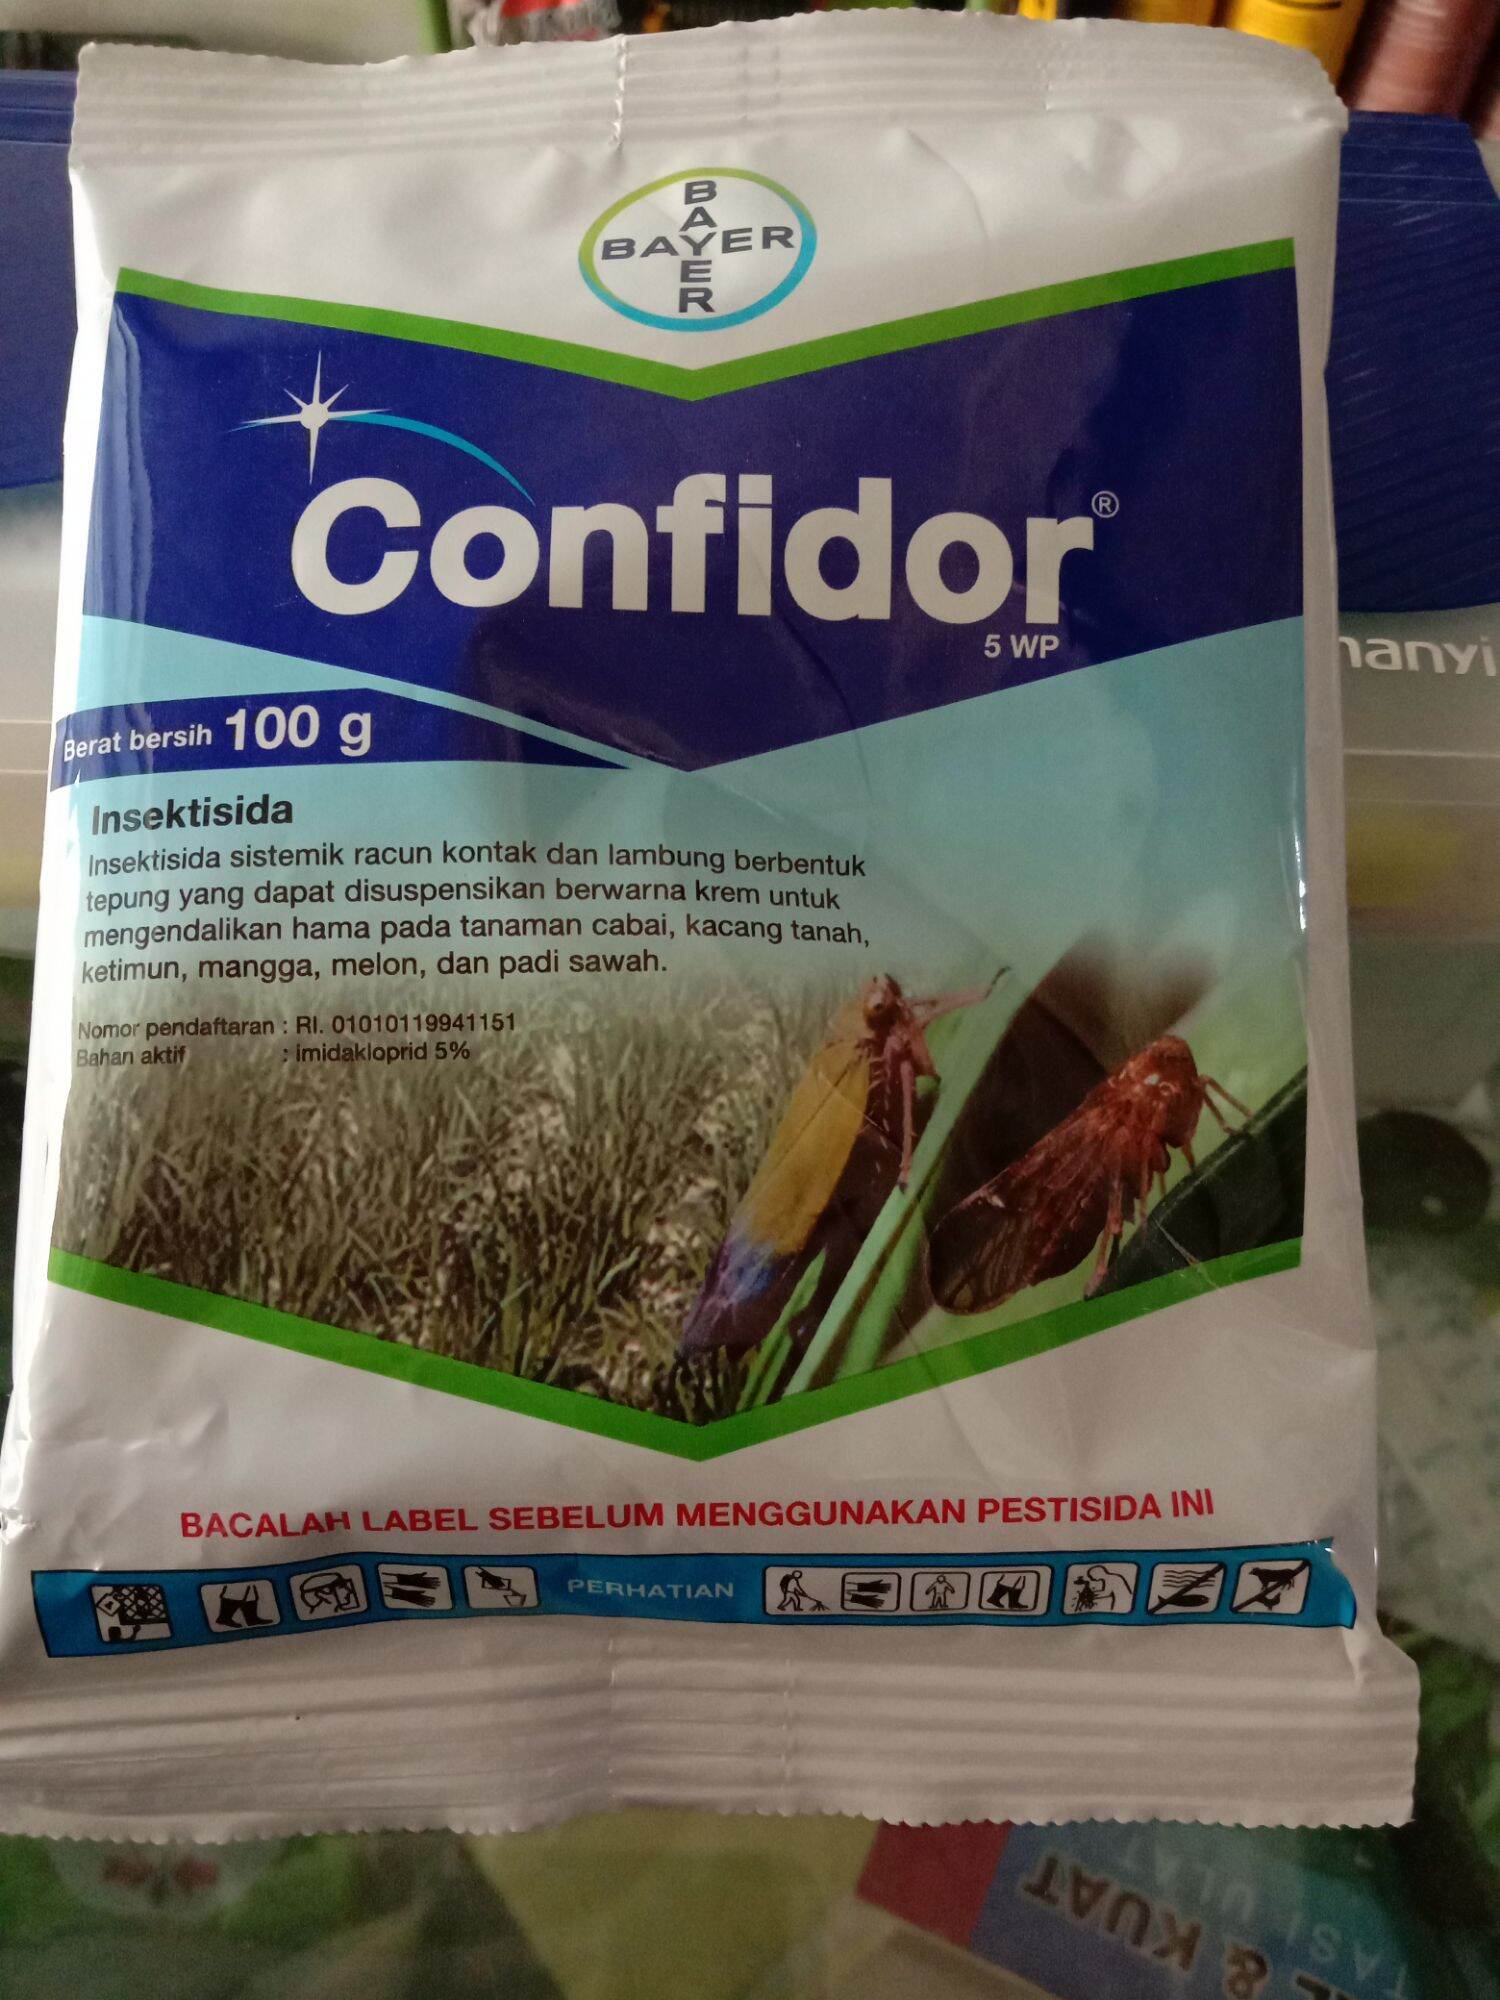 BAYER
BAYER
Confidor®
5 WP
Berat bersih 100 g
Insektisida
Insektisida sistemik racun kontak dan lambung berbentuk
tepung yang dapat disuspensikan berwarna krem untuk
mengendalikan hama pada tanaman cabai, kacang tanah,
ketimun, mangga, melon, dan padi sawah.
Nomor pendaftaran : RI. 01010119941151
Bahan aktif : imidakloprid 5%
BACALAH LABEL SEBELUM MENGGUNAKAN PESTISIDA INI
PERHATIAN
& KUAT
ULAT